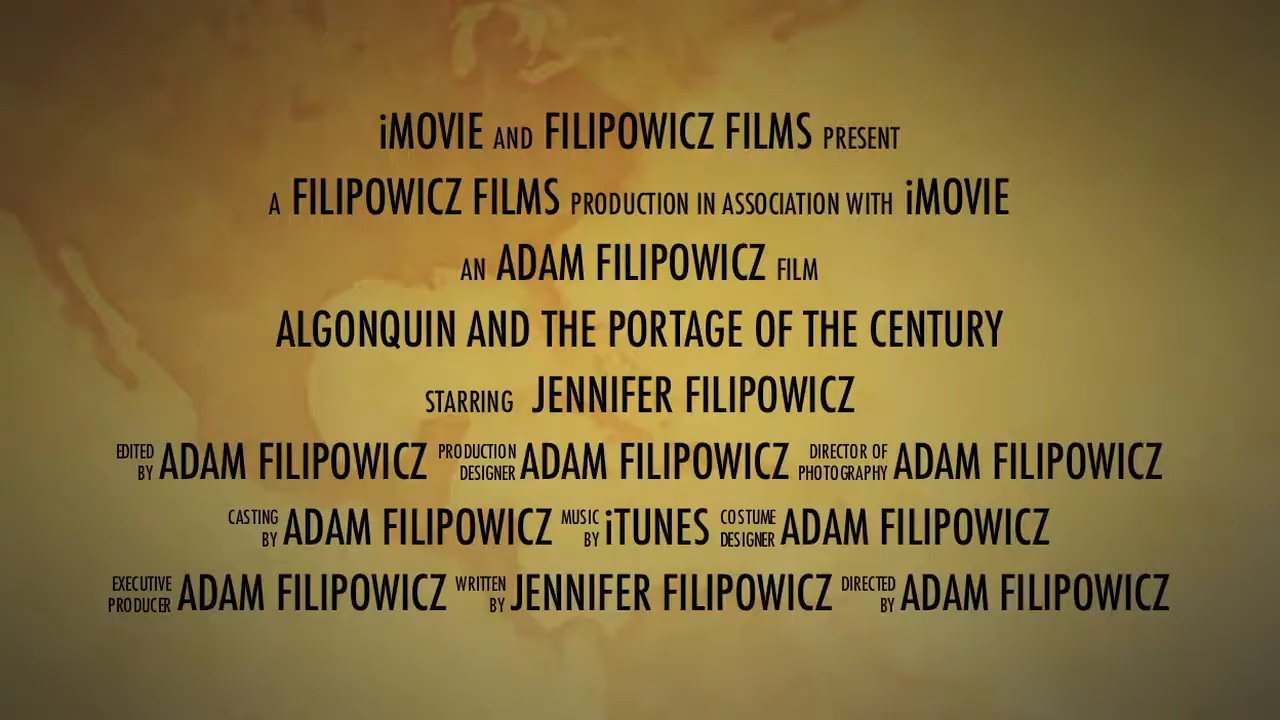 iMOVIE AND FILIPOWICZ FILMS PRESENT
A FILIPOWICZ FILMS PRODUCTION IN ASSOCIATION WITH iMOVIE
AN ADAM FILIPOWICZ FILM
ALGONQUIN AND THE PORTAGE OF THE CENTURY
STARRING JENNIFER FILIPOWICZ
EDITED BY ADAM FILIPOWICZ PRODUCTION DESIGNER ADAM FILIPOWICZ DIRECTOR OF PHOTOGRAPHY ADAM FILIPOWICZ
CASTING BY ADAM FILIPOWICZ MUSIC BY iTUNES COSTUME DESIGNER ADAM FILIPOWICZ
EXECUTIVE PRODUCER ADAM FILIPOWICZ WRITTEN BY JENNIFER FILIPOWICZ DIRECTED BY ADAM FILIPOWICZ